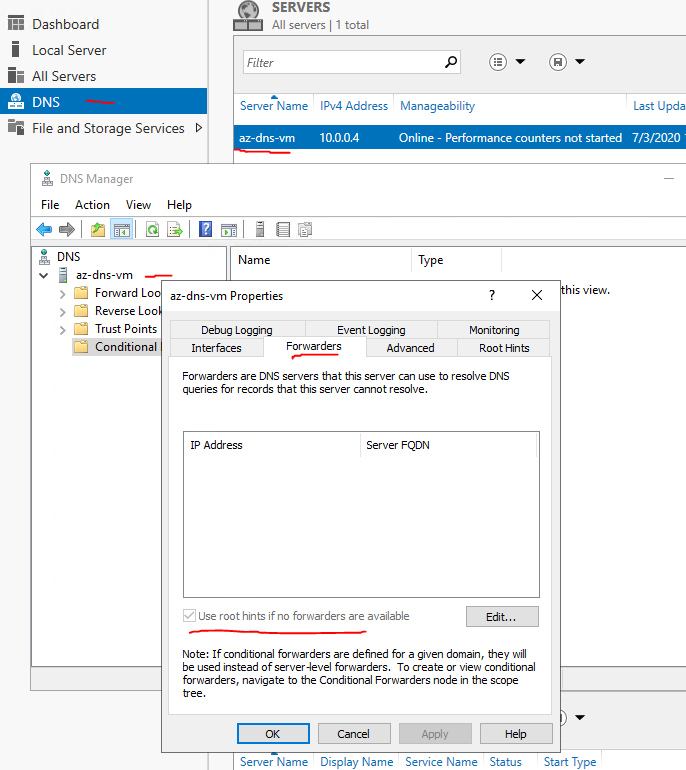 Dashboard
Local Server
All Servers
DNS
File and Storage Services
SERVERS
All servers | 1 total
Filter
Server Name IPv4 Address Manageability Last Upda
az-dns-vm 10.0.0.4 Online - Performance counters not started 7/3/2020
DNS Manager
File Action View Help
DNS
az-dns-vm
Forward Loo
Reverse Look
Trust Points
Conditional
Name Type
this view.
az-dns-vm Properties
Debug Logging Event Logging Monitoring
Interfaces Forwarders Advanced Root Hints
Forwarders are DNS servers that this server can use to resolve DNS
queries for records that this server cannot resolve.
IP Address Server FQDN
Use root hints if no forwarders are available
Edit...
Note: If conditional forwarders are defined for a given domain, they will
be used instead of server-level forwarders. To create or view conditional
forwarders, navigate to the Conditional Forwarders node in the scope
tree.
OK Cancel Apply Help
Server Name Display Name Service Name Status Start Type